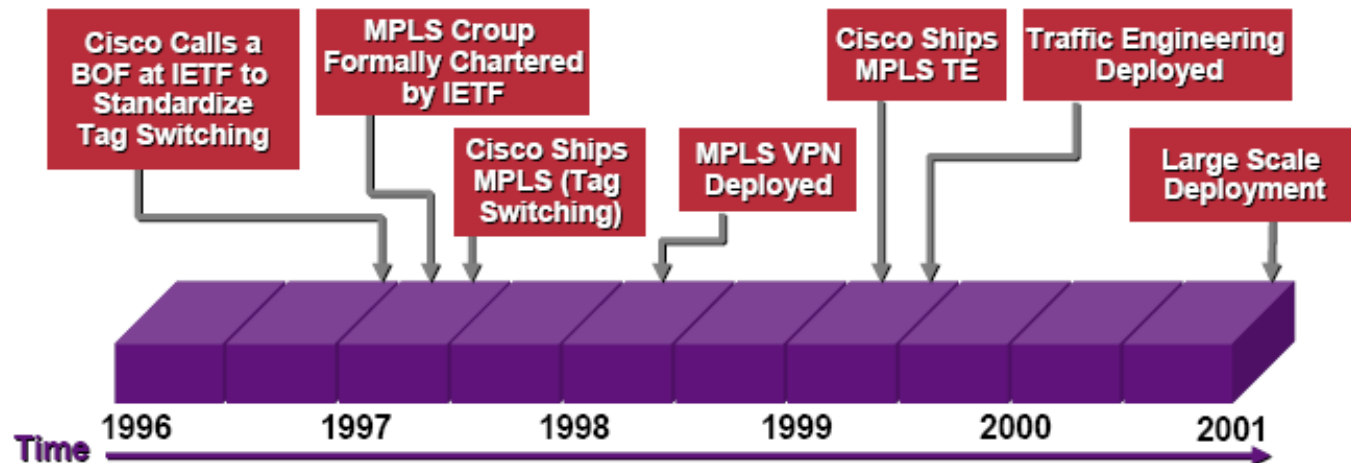 Cisco Calls a
BOF at IETF to
Standardize
Tag Switching
MPLS Croup
Formally Chartered
by IETF
Cisco Ships
MPLS (Tag
Switching)
MPLS VPN
Deployed
Cisco Ships
MPLS TE
Traffic Engineering
Deployed
Large Scale
Deployment
1996 1997 1998 1999 2000 2001
Time